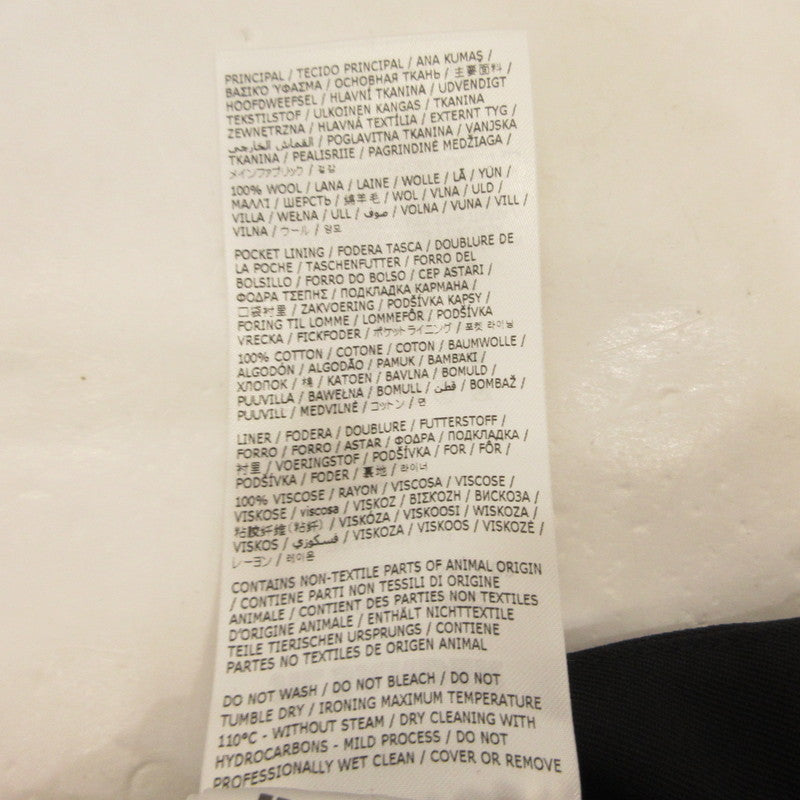 PRINCIPAL / TECIDO PRINCIPAL / ANA KUMAŞ /
ΒΑΣΙΚΌ ΎΦΑΣΜΑ / ОСНОВНАЯ ТКАНЬ / 主要面料 /
HOOFDWEEFSEL / HLAVNÍ TKANINA / UDVENDIGT
TEKSTILSTOF / ULKOINEN KANGAS / TKANINA
ZEWNĘTRZNA / HLAVNÁ TEXTÍLIA / EXTERNT TYG /
القماش الخارجي / POGLAVITNA TKANINA / VANJSKA
TKANINA / PEALISRIIE / PAGRINDINĖ MEDŽIAGA /
メインファブリック / 겉감
100% WOOL / LANA / LAINE / WOLLE / LÃ / YÜN /
ΜΑΛΛΊ / ШЕРСТЬ / 绵羊毛 / WOL / VLNA / ULD /
VILLA / WEŁNA / ULL / صوف / VOLNA / VUNA / VILL /
VILNA / ウール / 양모
POCKET LINING / FODERA TASCA / DOUBLURE DE
LA POCHE / TASCHENFUTTER / FORRO DEL
BOLSILLO / FORRO DO BOLSO / CEP ASTARI /
ΦΟΔΡΑ ΤΣΕΠΗΣ / ПОДКЛАДКА КАРМАНА /
口袋衬里 / ZAKVOERING / PODŠÍVKA KAPSY /
FORING TIL LOMME / LOMMEFÔR / PODŠÍVKA
VRECKA / FICKFODER / ポケットライニング / 포켓 라이닝
100% COTTON / COTONE / COTON / BAUMWOLLE /
ALGODÓN / ALGODÃO / PAMUK / ΒΑΜΒΑΚΙ /
ХЛОПОК / 棉 / KATOEN / BAVLNA / BOMULD /
PUUVILLA / BAWEŁNA / BOMULL / قطن / BOMBAŽ /
PUUVILL / MEDVILNĖ / コットン / 면
LINER / FODERA / DOUBLURE / FUTTERSTOFF /
FORRO / FORRO / ASTAR / ΦΟΔΡΑ / ПОДКЛАДКА /
衬里 / VOERINGSTOF / PODŠÍVKA / FOR / FÔR /
PODŠÍVKA / FODER / 裏地 / 라이너
100% VISCOSE / RAYON / VISCOSA / VISCOSE /
VISKOSE / viscosa / VISKOZ / ΒΙΣΚΟΖΗ / ВИСКОЗА /
粘胶纤维(粘纤) / VISKÓZA / VISKOOSI / WISKOZA /
VISKOS / فسكوزي / VISKOZA / VISKOOS / VISKOZĖ /
レーヨン / 레이온
CONTAINS NON-TEXTILE PARTS OF ANIMAL ORIGIN
/ CONTIENE PARTI NON TESSILI DI ORIGINE
ANIMALE / CONTIENT DES PARTIES NON TEXTILES
D'ORIGINE ANIMALE / ENTHÄLT NICHTTEXTILE
TEILE TIERISCHEN URSPRUNGS / CONTIENE
PARTES NO TEXTILES DE ORIGEN ANIMAL
DO NOT WASH / DO NOT BLEACH / DO NOT
TUMBLE DRY / IRONING MAXIMUM TEMPERATURE
110°C - WITHOUT STEAM / DRY CLEANING WITH
HYDROCARBONS - MILD PROCESS / DO NOT
PROFESSIONALLY WET CLEAN / COVER OR REMOVE